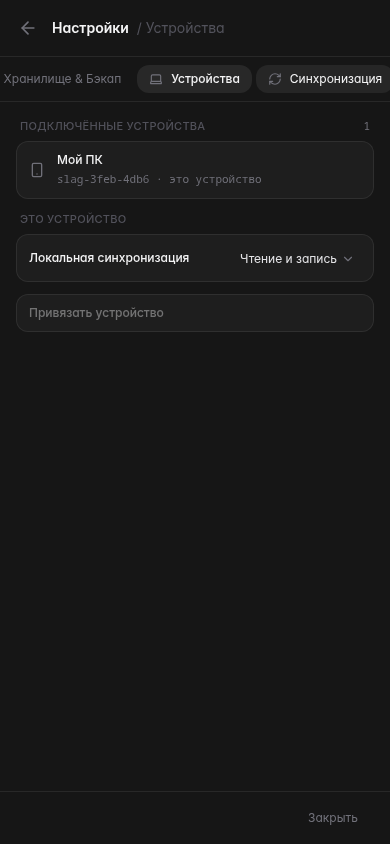 Настройки / Устройства
Хранилище & Бэкап Устройства Синхронизация
ПОДКЛЮЧЁННЫЕ УСТРОЙСТВА 1
Мой ПК
slag-3feb-4db6 · это устройство
ЭТО УСТРОЙСТВО
Локальная синхронизация Чтение и запись
Привязать устройство
Закрыть